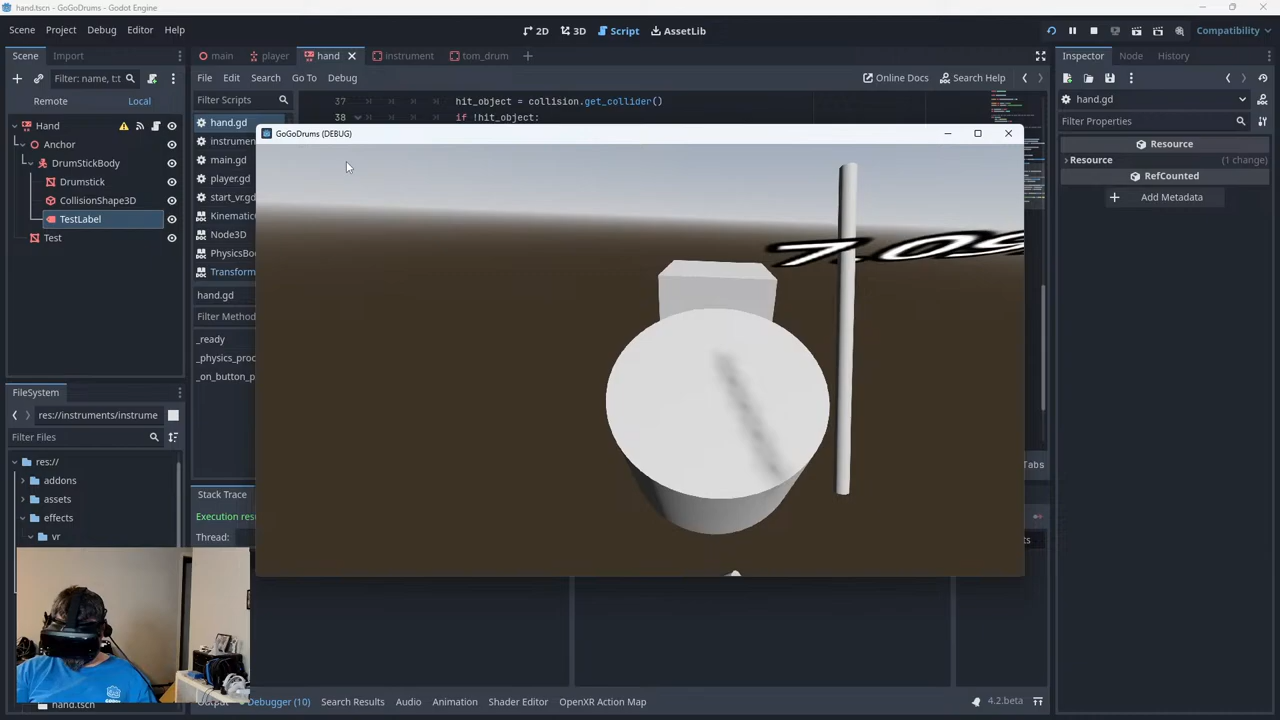 hand.tscn - GoGoDrums - Godot Engine
Scene Project Debug Editor Help
2D 3D Script AssetLib
Compatibility
Scene Import
main player hand instrument tom_drum
Inspector Node History
Filter: name, t:t
File Edit Search Go To Debug
Online Docs Search Help
Remote Local
Filter Scripts
37 hit_object = collision.get_collider()
38 if !hit_object:
hand.gd
Filter Properties
Hand
Anchor
DrumStickBody
Drumstick
CollisionShape3D
TestLabel
Test
hand.gd
instrumen
main.gd
player.gd
start_vr.gd
Kinematic
Node3D
PhysicsBo
Transform
hand.gd
Filter Method
_ready
_physics_proc
_on_button_p
GoGoDrums (DEBUG)
7.09
Resource
Resource (1 change)
RefCounted
Add Metadata
FileSystem
res://instruments/instrume
Filter Files
res://
addons
assets
effects
vr
hand.tscn
Tabs
Stack Trace
Execution res
Thread:
Debugger (10) Search Results Audio Animation Shader Editor OpenXR Action Map
4.2.beta